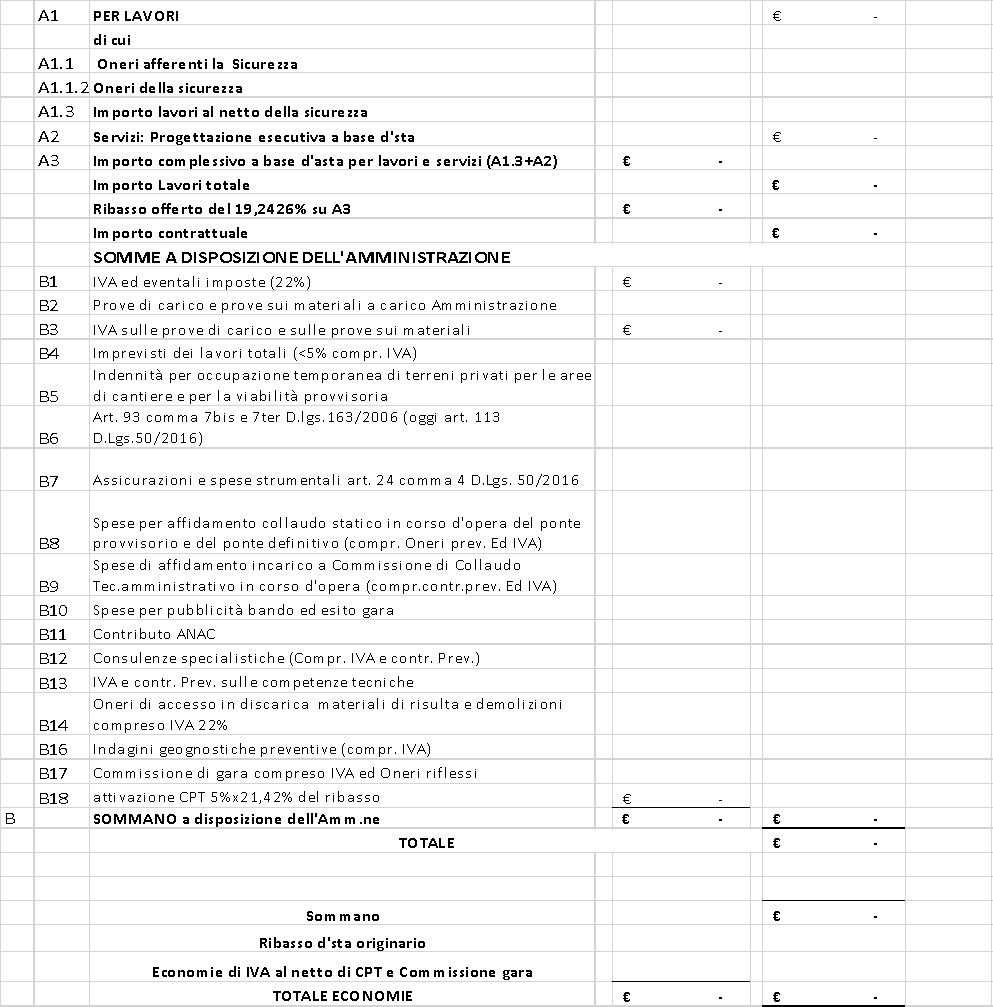 A1 PER LAVORI € -
di cui
A1.1 Oneri afferenti la Sicurezza
A1.1.2 Oneri della sicurezza
A1.3 Importo lavori al netto della sicurezza
A2 Servizi: Progettazione esecutiva a base d'sta € -
A3 Importo complessivo a base d'asta per lavori e servizi (A1.3+A2) € -
Importo Lavori totale € -
Ribasso offerto del 19,2426% su A3 € -
Importo contrattuale € -
SOMME A DISPOSIZIONE DELL'AMMINISTRAZIONE
B1 IVA ed eventali imposte (22%) € -
B2 Prove di carico e prove sui materiali a carico Amministrazione
B3 IVA sulle prove di carico e sulle prove sui materiali € -
B4 Imprevisti dei lavori totali (<5% compr. IVA)
Indennità per occupazione temporanea di terreni privati per le aree
B5 di cantiere e per la viabilità provvisoria
Art. 93 comma 7bis e 7ter D.lgs.163/2006 (oggi art. 113
B6 D.Lgs.50/2016)
B7 Assicurazioni e spese strumentali art. 24 comma 4 D.Lgs. 50/2016
Spese per affidamento collaudo statico in corso d'opera del ponte
B8 provvisorio e del ponte definitivo (compr. Oneri prev. Ed IVA)
Spese di affidamento incarico a Commissione di Collaudo
B9 Tec.amministrativo in corso d'opera (compr.contr.prev. Ed IVA)
B10 Spese per pubblicità bando ed esito gara
B11 Contributo ANAC
B12 Consulenze specialistiche (Compr. IVA e contr. Prev.)
B13 IVA e contr. Prev. sulle competenze tecniche
Oneri di accesso in discarica materiali di risulta e demolizioni
B14 compreso IVA 22%
B16 Indagini geognostiche preventive (compr. IVA)
B17 Commissione di gara compreso IVA ed Oneri riflessi
B18 attivazione CPT 5%x21,42% del ribasso € -
B SOMMANO a disposizione dell'Amm.ne € - € -
TOTALE € -
Sommano € -
Ribasso d'sta originario
Economie di IVA al netto di CPT e Commissione gara
TOTALE ECONOMIE € - € -